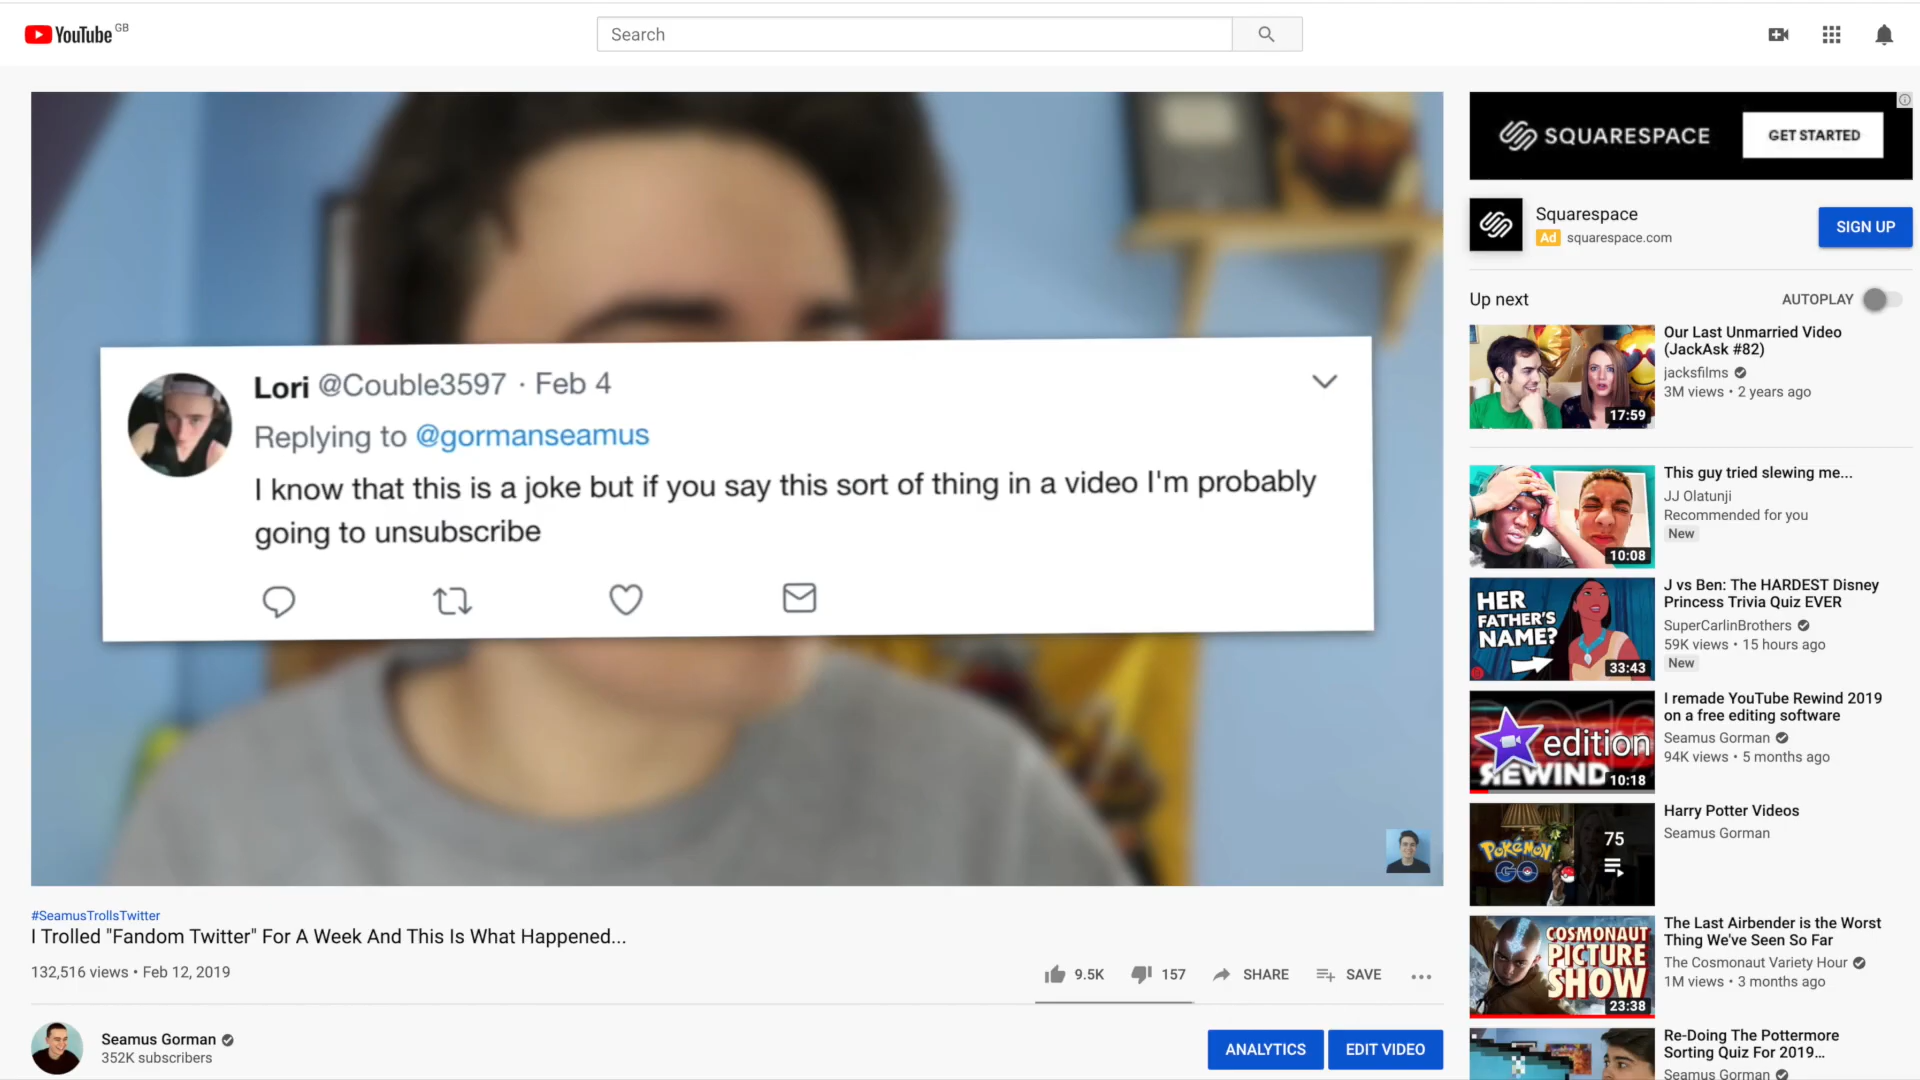 YouTube GB
Search
SQUARESPACE
GET STARTED
Squarespace
Ad squarespace.com
SIGN UP
Up next
AUTOPLAY
Lori @Couble3597 · Feb 4
Replying to @gormanseamus
I know that this is a joke but if you say this sort of thing in a video I'm probably
going to unsubscribe
#SeamusTrollsTwitter
I Trolled "Fandom Twitter" For A Week And This Is What Happened...
132,516 views • Feb 12, 2019
9.5K
157
SHARE
SAVE
Seamus Gorman
352K subscribers
ANALYTICS
EDIT VIDEO
17:59
Our Last Unmarried Video
(JackAsk #82)
jacksfilms
3M views • 2 years ago
10:08
This guy tried slewing me...
JJ Olatunji
Recommended for you
New
HER
FATHER'S
NAME?
33:43
J vs Ben: The HARDEST Disney
Princess Trivia Quiz EVER
SuperCarlinBrothers
59K views • 15 hours ago
New
2019
edition
REWIND
10:18
I remade YouTube Rewind 2019
on a free editing software
Seamus Gorman
94K views • 5 months ago
POKÉMON
GO
75
Harry Potter Videos
Seamus Gorman
COSMONAUT
PICTURE
SHOW
23:38
The Last Airbender is the Worst
Thing We've Seen So Far
The Cosmonaut Variety Hour
1M views • 3 months ago
Re-Doing The Pottermore
Sorting Quiz For 2019...
Seamus Gorman